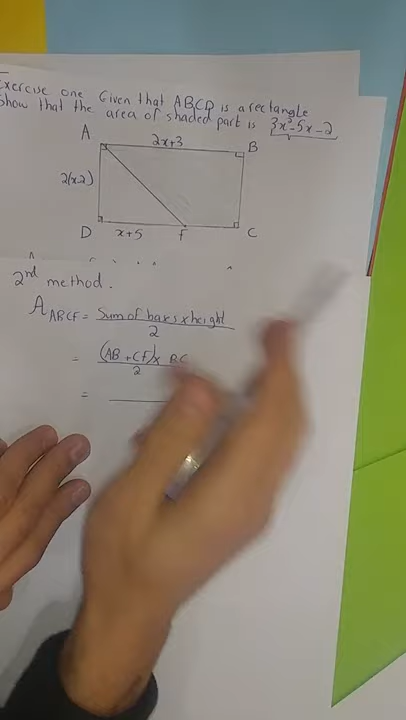 Exercise one Given that ABCD is a rectangle
Show that the area of shaded part is 3x²-5x-2
A
2x+3
B
2(x-2)
D
x+5
F
C
2nd method.
A ABCF = Sum of bases x height
2
= (AB + CF) x BC
2
=